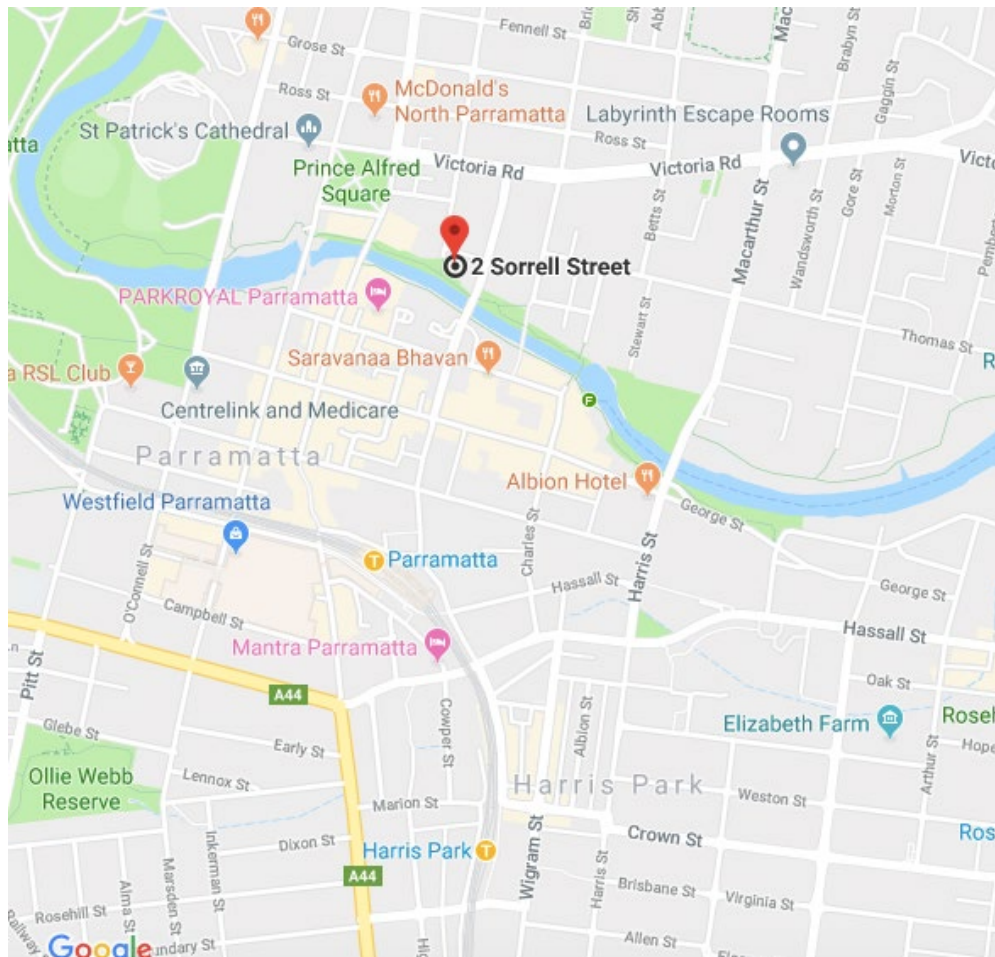 Fennell St
Grose St
Ross St
McDonald's
North Parramatta
St Patrick's Cathedral
Labyrinth Escape Rooms
Brabyn St
Gaggin St
Ross St
Victoria Rd
Victoria Rd
Prince Alfred
Square
Macarthur St
Betts St
Wandsworth St
Gore St
Morton St
2 Sorrell Street
PARKROYAL Parramatta
Stewart St
Thomas St
Saravanaa Bhavan
RSL Club
Centrelink and Medicare
Parramatta
Albion Hotel
Westfield Parramatta
George St
Charles St
Harris St
Parramatta
O'Connell St
Hassall St
George St
Campbell St
Hassall St
Mantra Parramatta
Pitt St
A44
Oak St
Cowper St
Albion St
Elizabeth Farm
Glebe St
Early St
Arthur St
Ollie Webb
Reserve
Lennox St
Harris Park
Weston St
Marion St
Dixon St
Inkerman St
Crown St
Harris Park
Wigram St
A44
Marsden St
Alma St
Harris St
Brisbane St
Virginia St
Rosehill St
Allen St
Google